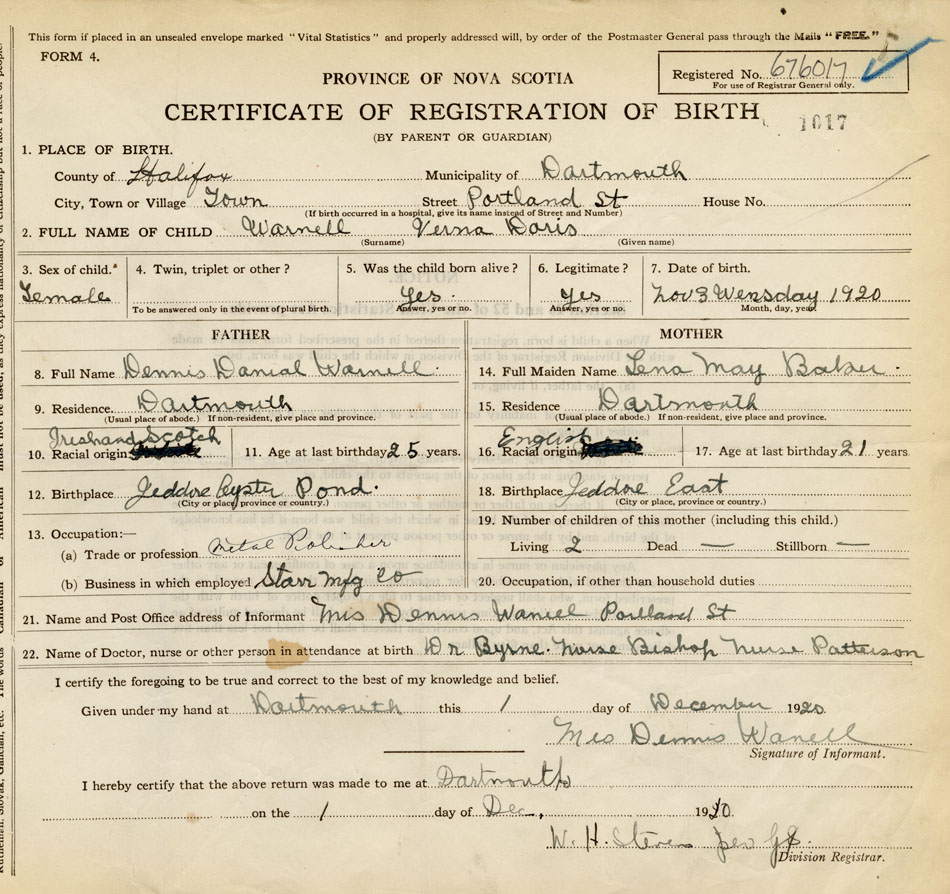 This form if placed in an unsealed envelope marked "Vital Statistics" and properly addressed will, by order of the Postmaster General pass through the Mails "FREE."
FORM 4.
PROVINCE OF NOVA SCOTIA
Registered No. 676017
For use of Registrar General only.
CERTIFICATE OF REGISTRATION OF BIRTH
1617
(BY PARENT OR GUARDIAN)
1. PLACE OF BIRTH.
County of Halifax Municipality of Dartmouth
City, Town or Village Town Street Portland St House No.
(If birth occurred in a hospital, give its name instead of Street and Number)
2. FULL NAME OF CHILD Warnell Verna Doris
(Surname) (Given name)
3. Sex of child.* 4. Twin, triplet or other? 5. Was the child born alive? 6. Legitimate? 7. Date of birth.
Female Yes. Yes Nov 3 Wensday 1920
To be answered only in the event of plural birth. Answer, yes or no. Answer, yes or no. Month, day, year.
FATHER MOTHER
8. Full Name Dennis Danial Warnell. 14. Full Maiden Name Lena May Baker.
9. Residence. Dartmouth 15. Residence Dartmouth
(Usual place of abode.) If non-resident, give place and province. (Usual place of abode.) If non-resident, give place and province.
Irish and Scotch English
10. Racial origin 11. Age at last birthday 25 years. 16. Racial origin 17. Age at last birthday 21 years
12. Birthplace Jeddore Oyster Pond. 18. Birthplace Jeddore East
(City or place, province or country.) (City or place, province or country.)
13. Occupation:— 19. Number of children of this mother (including this child.)
(a) Trade or profession Metal Polisher Living 2 Dead — Stillborn —
(b) Business in which employed Starr mfg co 20. Occupation, if other than household duties
21. Name and Post Office address of Informant Mrs Dennis Warnell Portland St
22. Name of Doctor, nurse or other person in attendance at birth Dr Byrne. Nurse Bishop Nurse Patterson
I certify the foregoing to be true and correct to the best of my knowledge and belief.
Given under my hand at Dartmouth this 1 day of December 1920
Mrs Dennis Warnell
Signature of Informant.
I hereby certify that the above return was made to me at Dartmouth
on the 1 day of Dec., 1920.
W. H. Stevens per
Division Registrar.